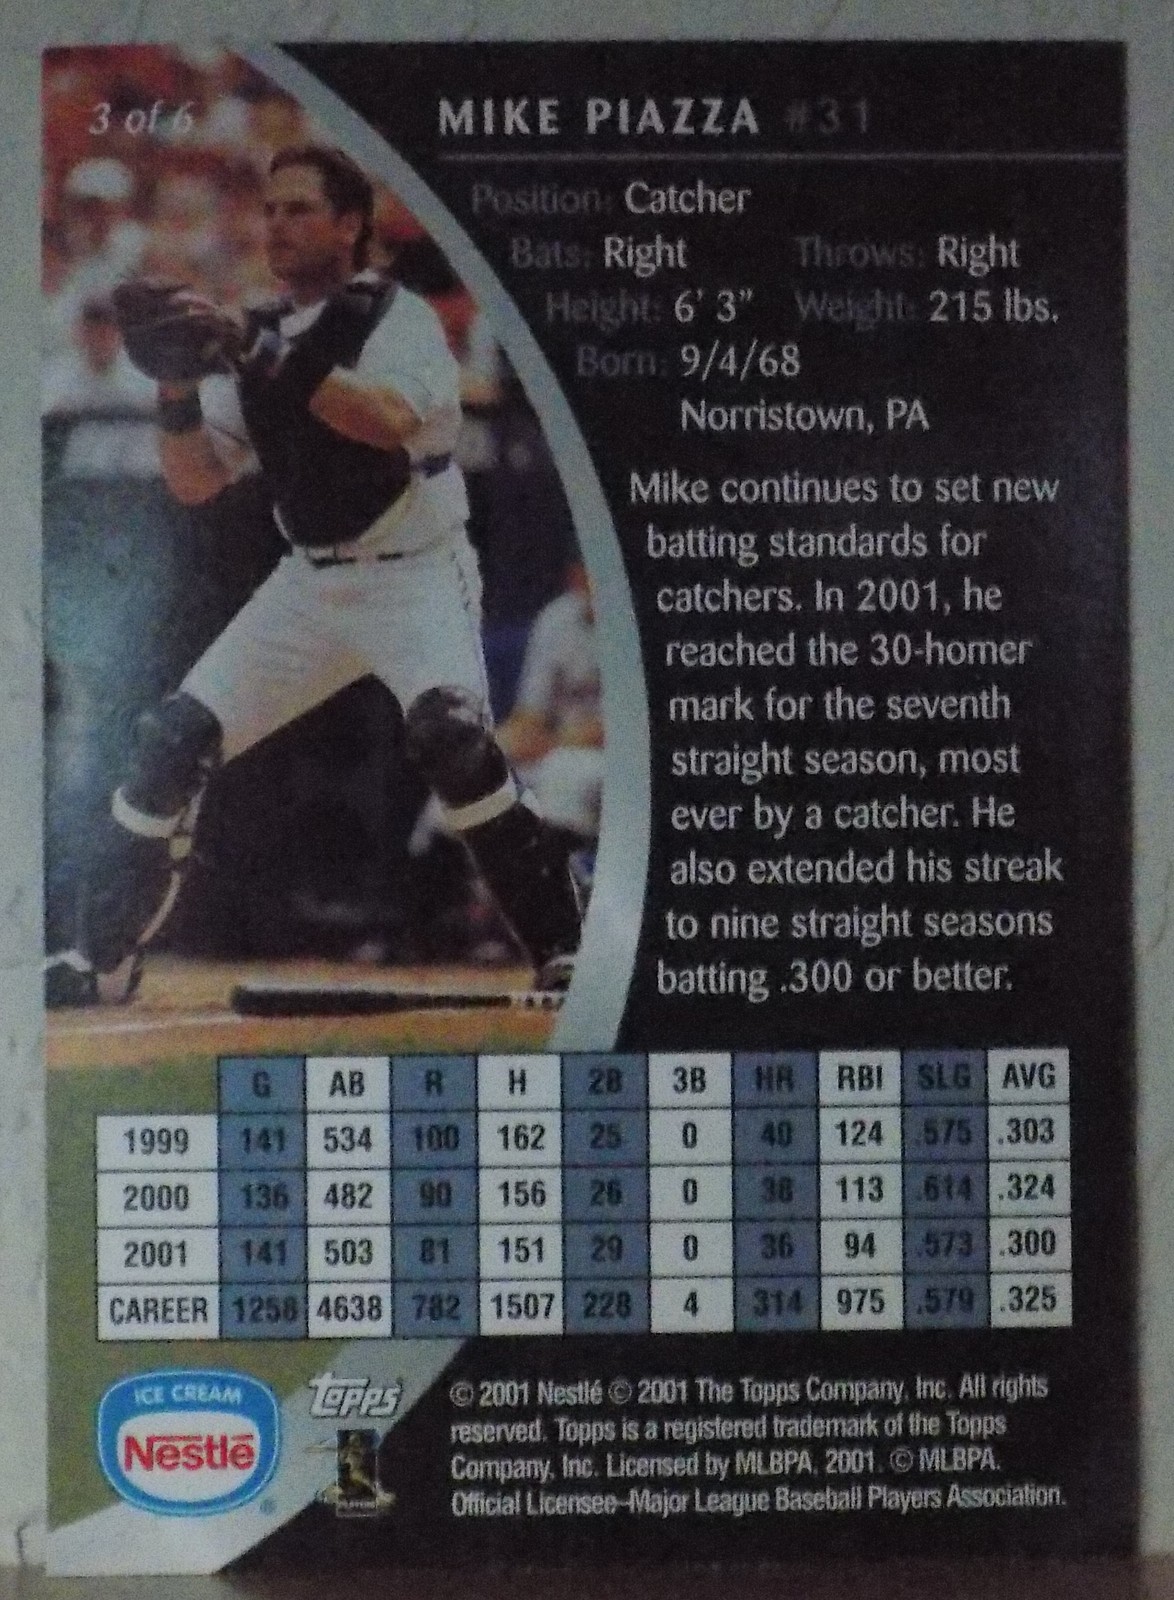 3 of 6
MIKE PIAZZA #31
Position: Catcher
Bats: Right Throws: Right
Height: 6' 3" Weight: 215 lbs.
Born: 9/4/68
Norristown, PA
Mike continues to set new
batting standards for
catchers. In 2001, he
reached the 30-homer
mark for the seventh
straight season, most
ever by a catcher. He
also extended his streak
to nine straight seasons
batting .300 or better.
G AB R H 2B 3B HR RBI SLG AVG
1999 141 534 100 162 25 0 40 124 .575 .303
2000 136 482 90 156 26 0 38 113 .614 .324
2001 141 503 81 151 29 0 36 94 .573 .300
CAREER 1258 4638 782 1507 228 4 314 975 .579 .325
ICE CREAM
Nestlé
®
Topps
© 2001 Nestlé © 2001 The Topps Company, Inc. All rights
reserved. Topps is a registered trademark of the Topps
Company, Inc. Licensed by MLBPA, 2001. © MLBPA.
Official Licensee–Major League Baseball Players Association.